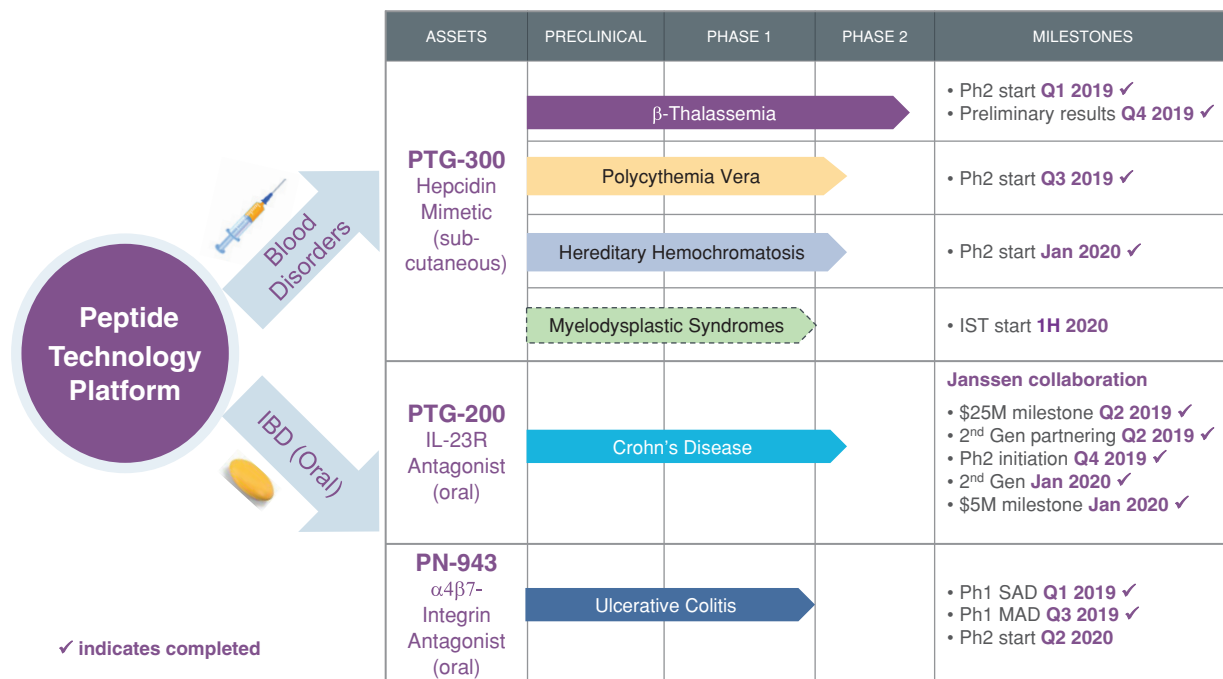 ASSETS
PRECLINICAL
PHASE 1
PHASE 2
MILESTONES
Peptide
Technology
Platform
Blood
Disorders
IBD (Oral)
PTG-300
Hepcidin
Mimetic
(sub-
cutaneous)
β-Thalassemia
• Ph2 start Q1 2019 ✓
• Preliminary results Q4 2019 ✓
Polycythemia Vera
• Ph2 start Q3 2019 ✓
Hereditary Hemochromatosis
• Ph2 start Jan 2020 ✓
Myelodysplastic Syndromes
• IST start 1H 2020
PTG-200
IL-23R
Antagonist
(oral)
Crohn's Disease
Janssen collaboration
• $25M milestone Q2 2019 ✓
• 2nd Gen partnering Q2 2019 ✓
• Ph2 initiation Q4 2019 ✓
• 2nd Gen Jan 2020 ✓
• $5M milestone Jan 2020 ✓
PN-943
α4β7-
Integrin
Antagonist
(oral)
Ulcerative Colitis
• Ph1 SAD Q1 2019 ✓
• Ph1 MAD Q3 2019 ✓
• Ph2 start Q2 2020
✓ indicates completed